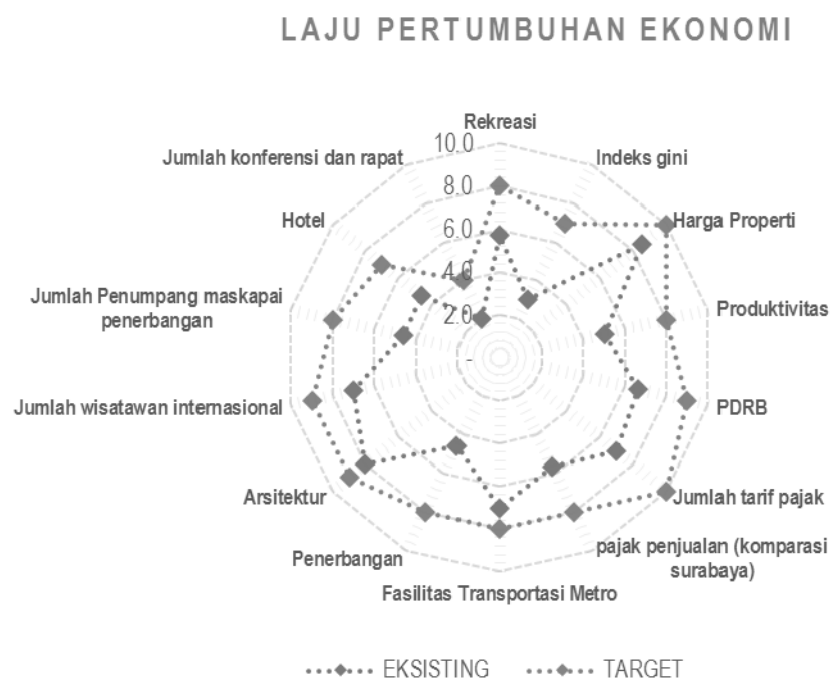 LAJU PERTUMBUHAN EKONOMI
Rekreasi
10.0
Jumlah konferensi dan rapat
Indeks gini
8.0
Hotel
6.0
Harga Properti
4.0
Jumlah Penumpang maskapai
penerbangan
2.0
Produktivitas
-
Jumlah wisatawan internasional
PDRB
Arsitektur
Jumlah tarif pajak
Penerbangan
pajak penjualan (komparasi
surabaya)
Fasilitas Transportasi Metro
EKSISTING
TARGET